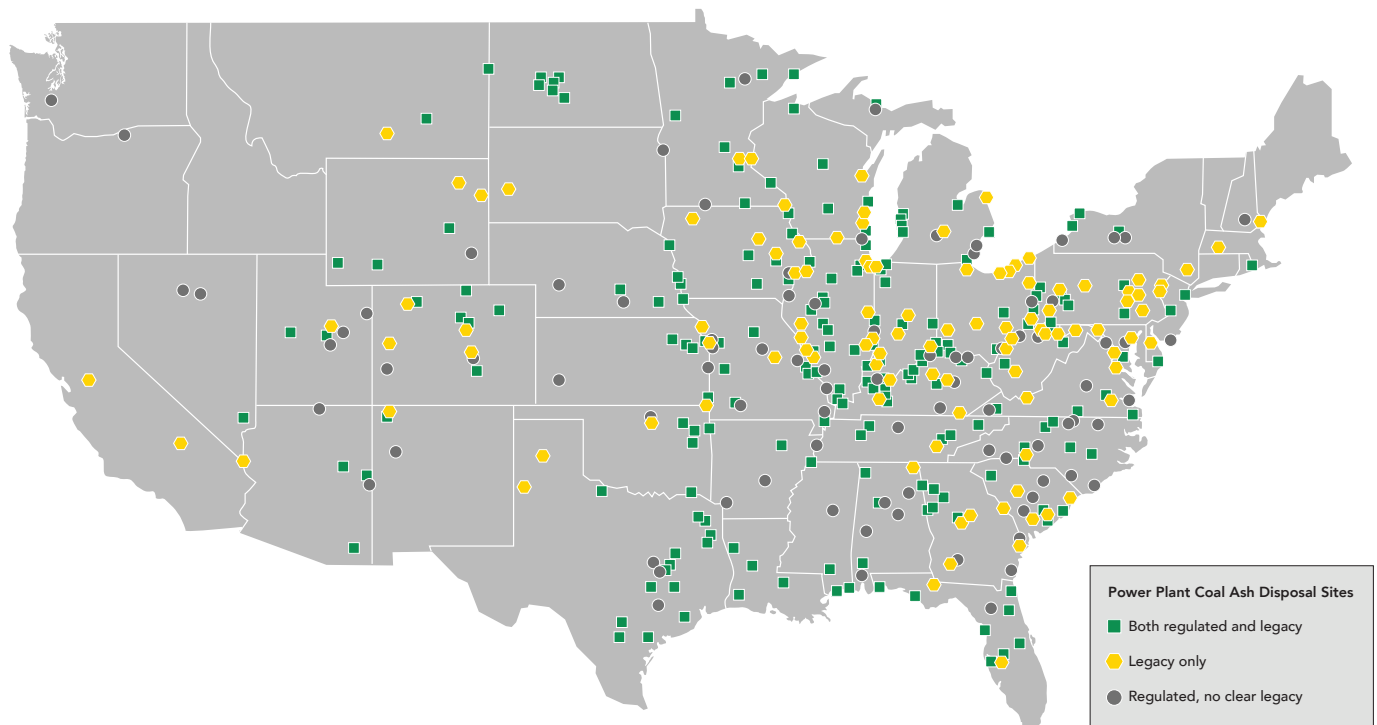 Power Plant Coal Ash Disposal Sites
Both regulated and legacy
Legacy only
Regulated, no clear legacy